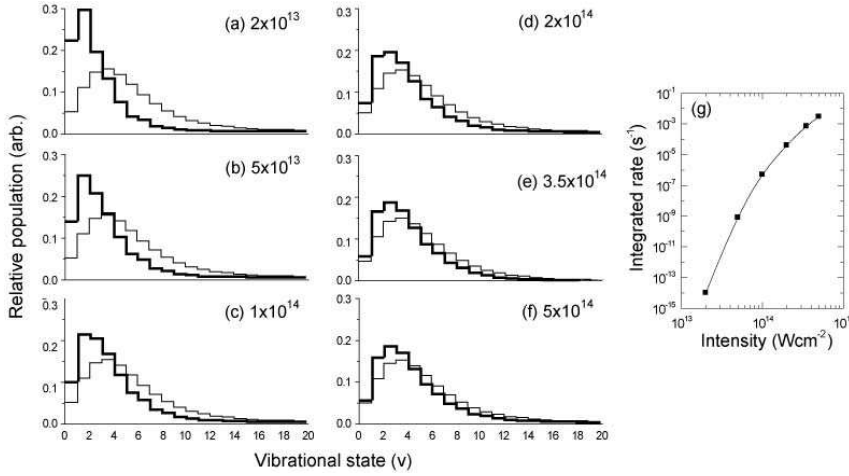 (a) 2x10^13
(b) 5x10^13
(c) 1x10^14
(d) 2x10^14
(e) 3.5x10^14
(f) 5x10^14
(g)
Relative population (arb.)
0.3
0.2
0.1
0.0
0.3
0.2
0.1
0.0
0.3
0.2
0.1
0.0
0 2 4 6 8 10 12 14 16 18 20
0.3
0.2
0.1
0.0
0.3
0.2
0.1
0.0
0.3
0.2
0.1
0.0
0 2 4 6 8 10 12 14 16 18 20
Vibrational state (v)
Integrated rate (s^-1)
10^-1
10^-3
10^-5
10^-7
10^-9
10^-11
10^-13
10^-15
10^13 10^14
Intensity (Wcm^-2)